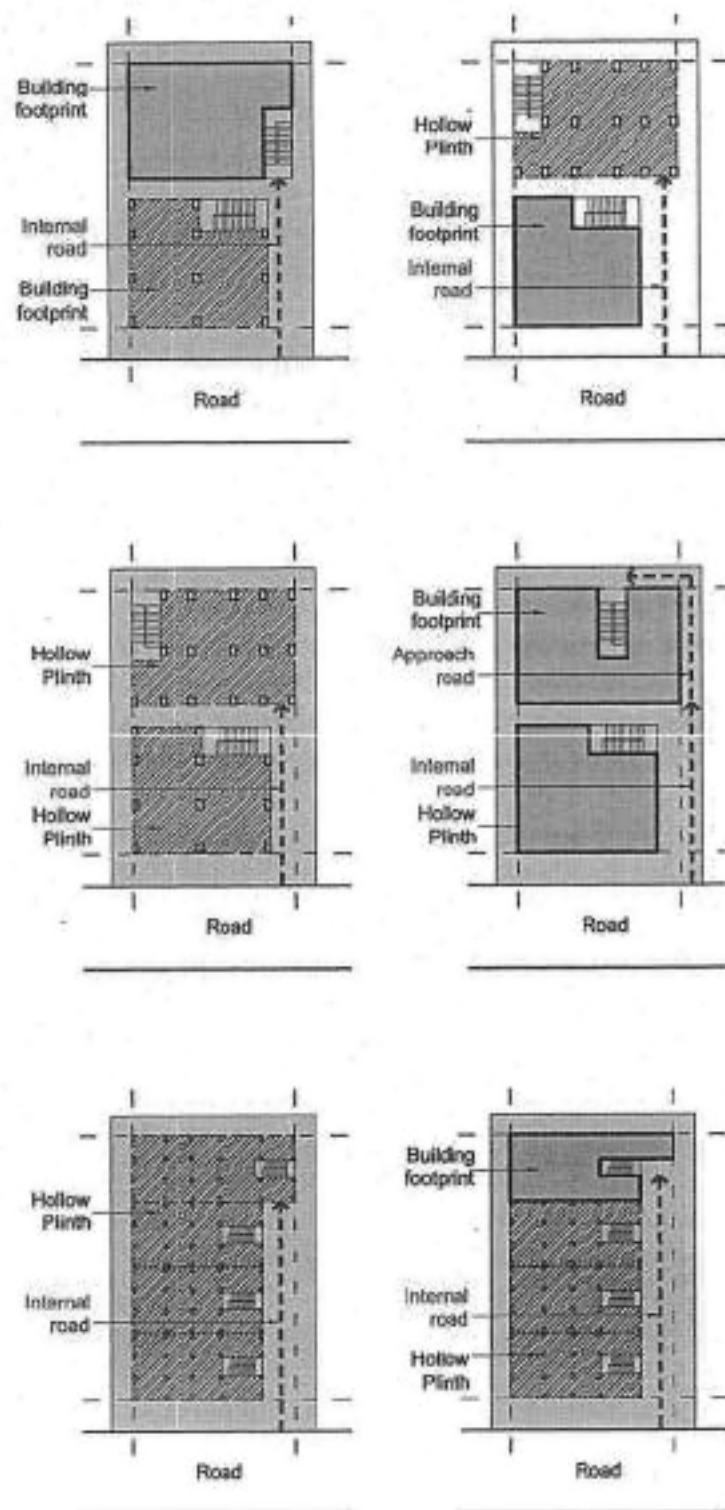 Building
footprint
Internal
road
Building
footprint
Road
Hollow
Plinth
Building
footprint
Internal
road
Road
Hollow
Plinth
Internal
road
Hollow
Plinth
Road
Building
footprint
Approach
road
Internal
road
Hollow
Plinth
Road
Hollow
Plinth
Internal
road
Road
Building
footprint
Internal
road
Hollow
Plinth
Road